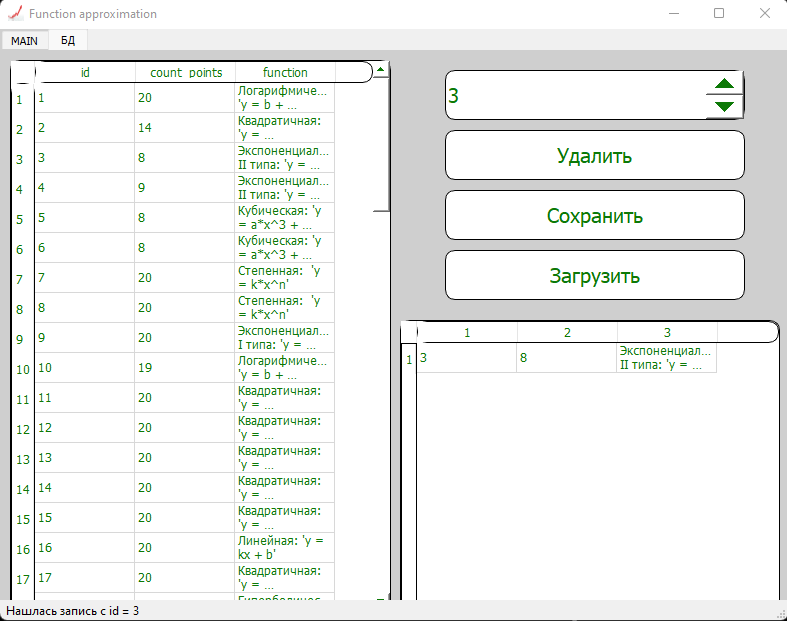 Function approximation
MAIN БД
id count_points function
1 1 20 Логарифмиче...
'y = b + ...
2 2 14 Квадратичная:
'y = ...
3 3 8 Экспоненциал...
II типа: 'y = ...
4 4 9 Экспоненциал...
II типа: 'y = ...
5 5 8 Кубическая: 'y
= a*x^3 + ...
6 6 8 Кубическая: 'y
= a*x^3 + ...
7 7 20 Степенная: 'y
= k*x^n'
8 8 20 Степенная: 'y
= k*x^n'
9 9 20 Экспоненциал...
I типа: 'y = ...
10 10 19 Логарифмиче...
'y = b + ...
11 11 20 Квадратичная:
'y = ...
12 12 20 Квадратичная:
'y = ...
13 13 20 Квадратичная:
'y = ...
14 14 20 Квадратичная:
'y = ...
15 15 20 Квадратичная:
'y = ...
16 16 20 Линейная: 'y =
kx + b'
17 17 20 Квадратичная:
'y = ...
3
Удалить
Сохранить
Загрузить
1 2 3
1 3 8 Экспоненциал...
II типа: 'y = ...
Нашлась запись с id = 3